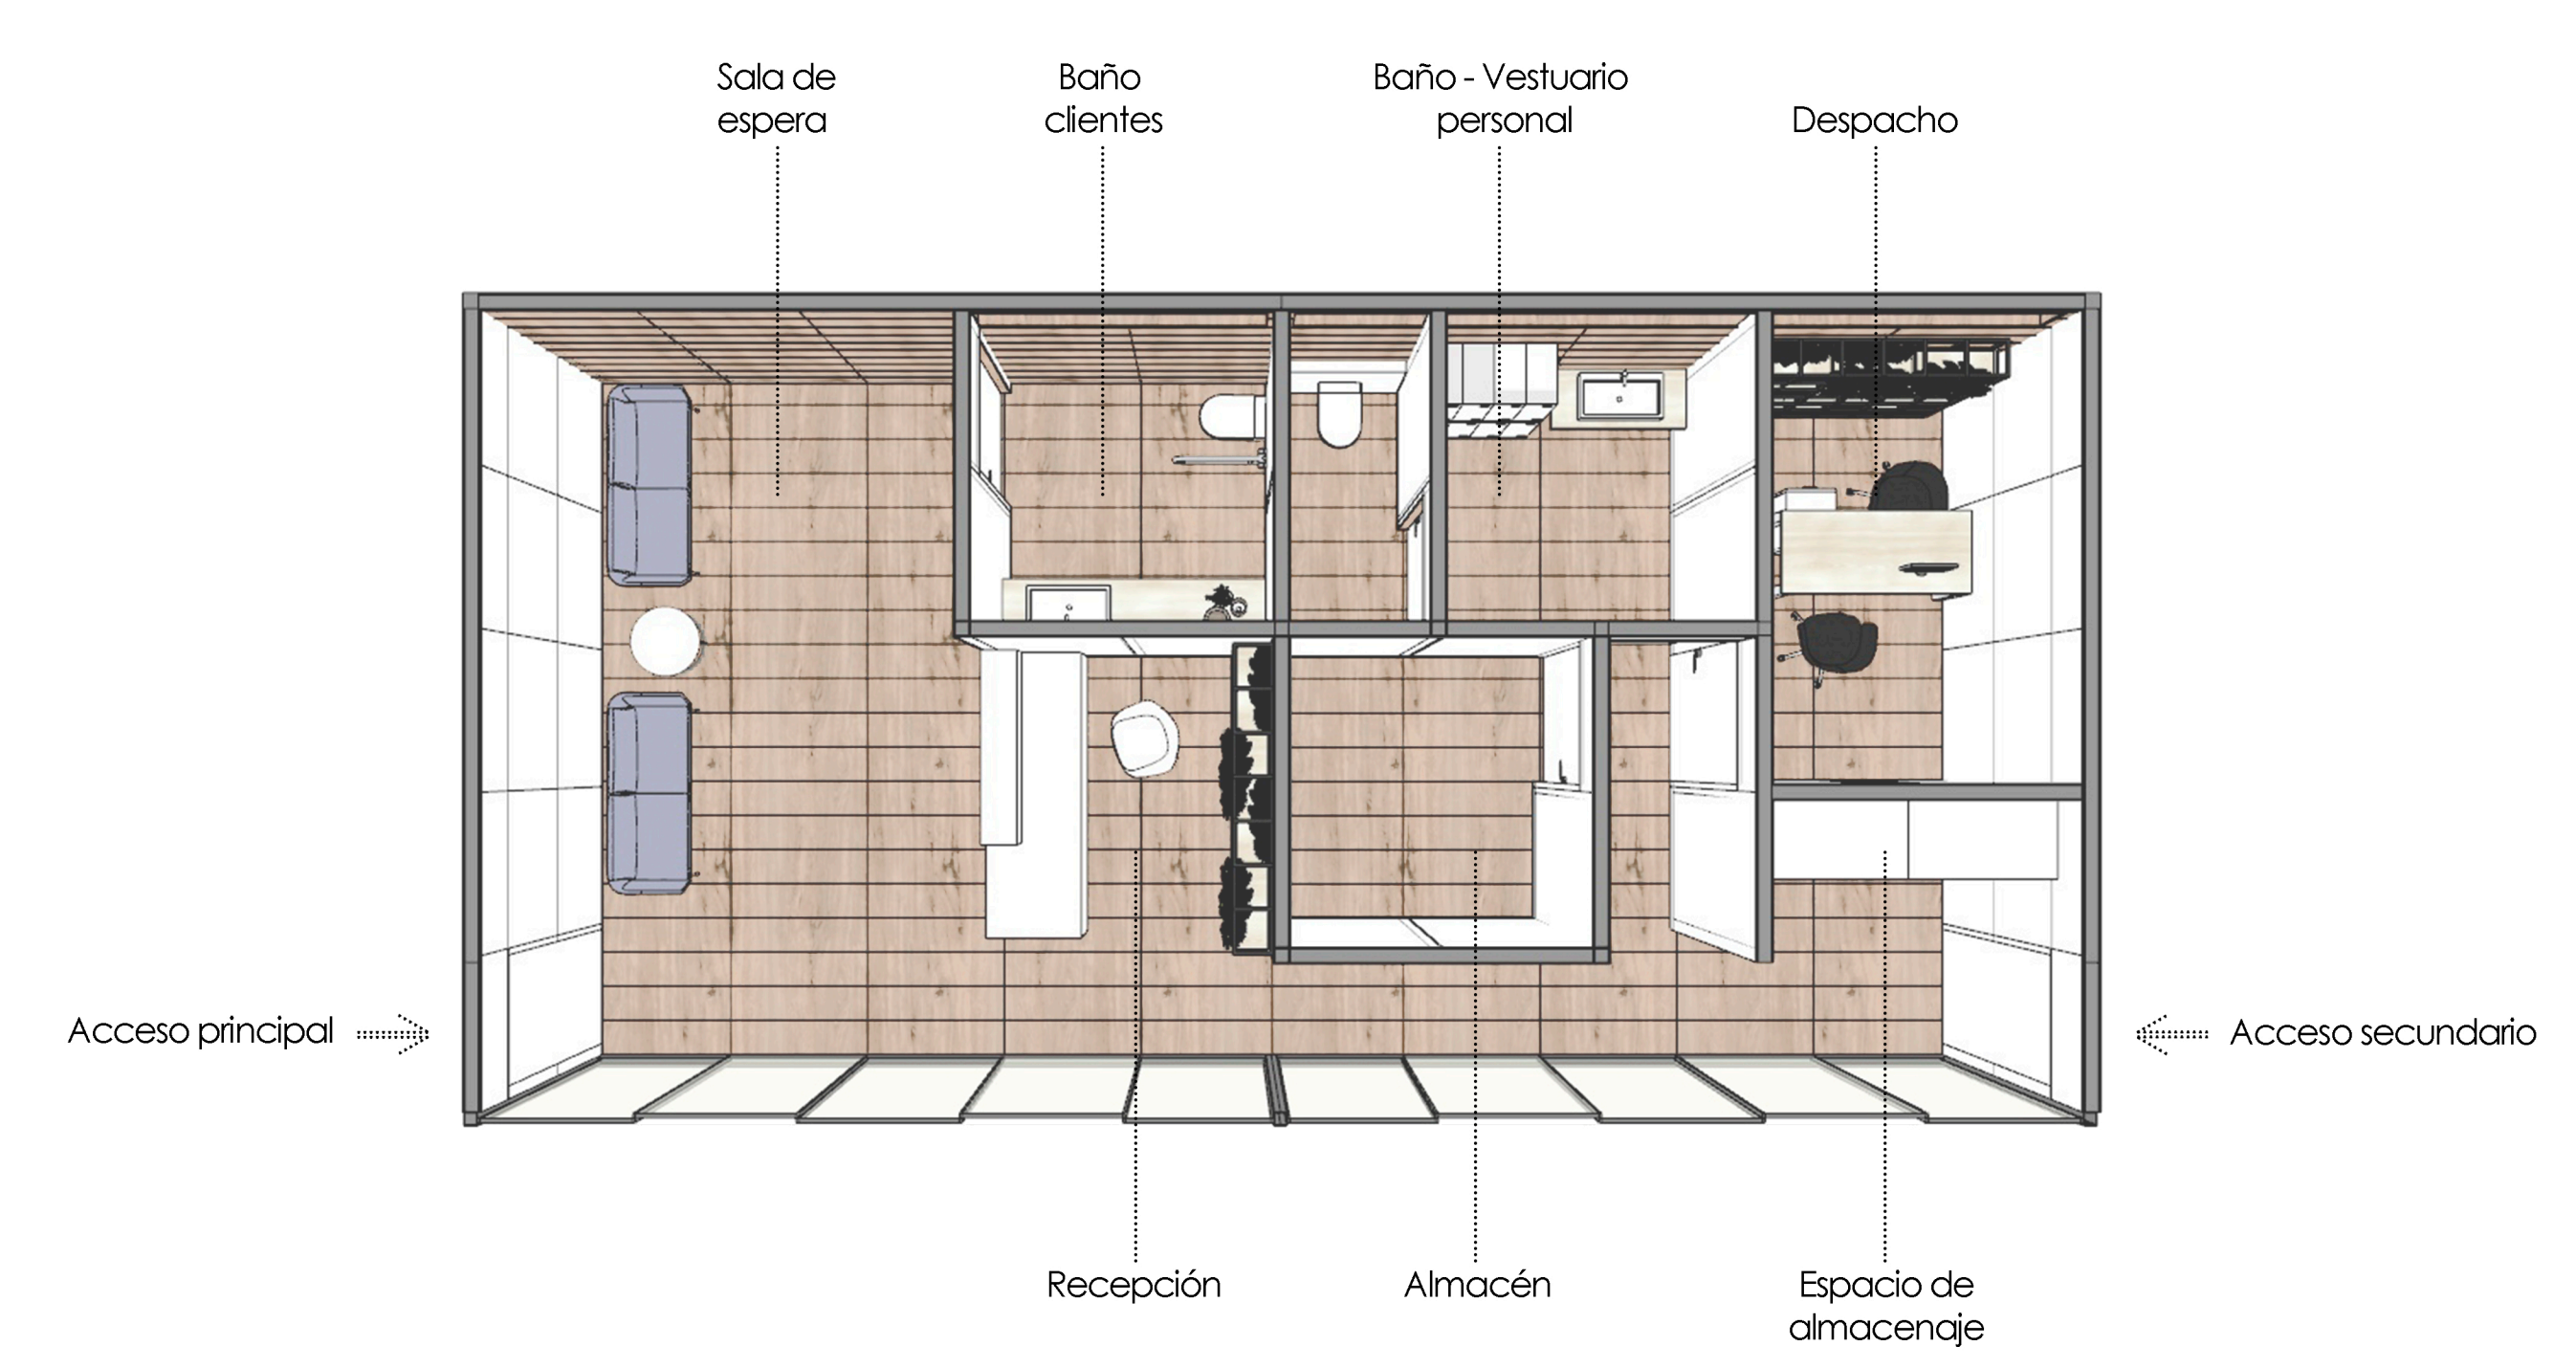 Sala de
espera
Baño
clientes
Baño - Vestuario
personal
Despacho
Acceso principal
Acceso secundario
Recepción
Almacén
Espacio de
almacenaje